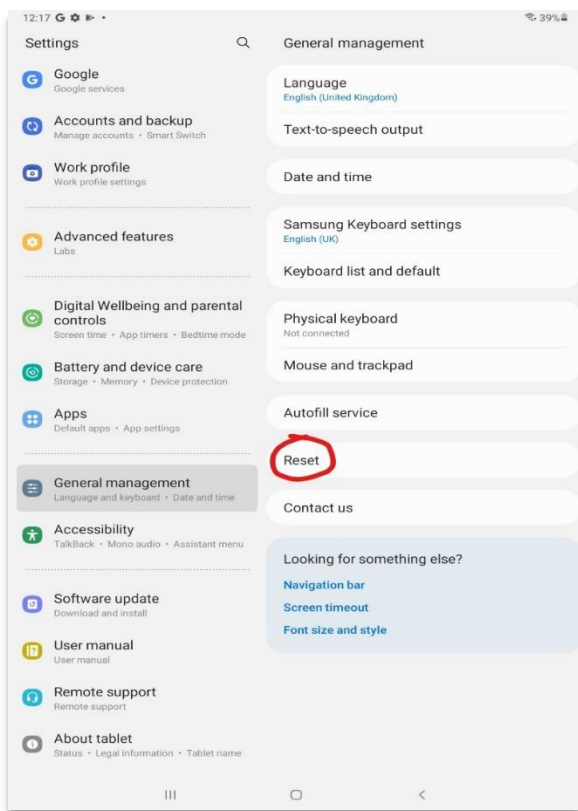 12:17 G
39%
Settings
Google
Google services
Accounts and backup
Manage accounts • Smart Switch
Work profile
Work profile settings
Advanced features
Labs
Digital Wellbeing and parental
controls
Screen time • App timers • Bedtime mode
Battery and device care
Storage • Memory • Device protection
Apps
Default apps • App settings
General management
Language and keyboard • Date and time
Accessibility
TalkBack • Mono audio • Assistant menu
Software update
Download and install
User manual
User manual
Remote support
Remote support
About tablet
Status • Legal information • Tablet name
General management
Language
English (United Kingdom)
Text-to-speech output
Date and time
Samsung Keyboard settings
English (UK)
Keyboard list and default
Physical keyboard
Not connected
Mouse and trackpad
Autofill service
Reset
Contact us
Looking for something else?
Navigation bar
Screen timeout
Font size and style